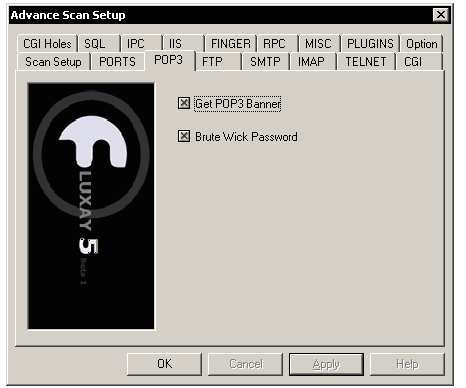 Advance Scan Setup
CGI Holes SQL IPC IIS FINGER RPC MISC PLUGINS Option
Scan Setup PORTS POP3 FTP SMTP IMAP TELNET CGI
Get POP3 Banner
Brute Wick Password
LUXAY 5 Beta 1
OK Cancel Apply Help